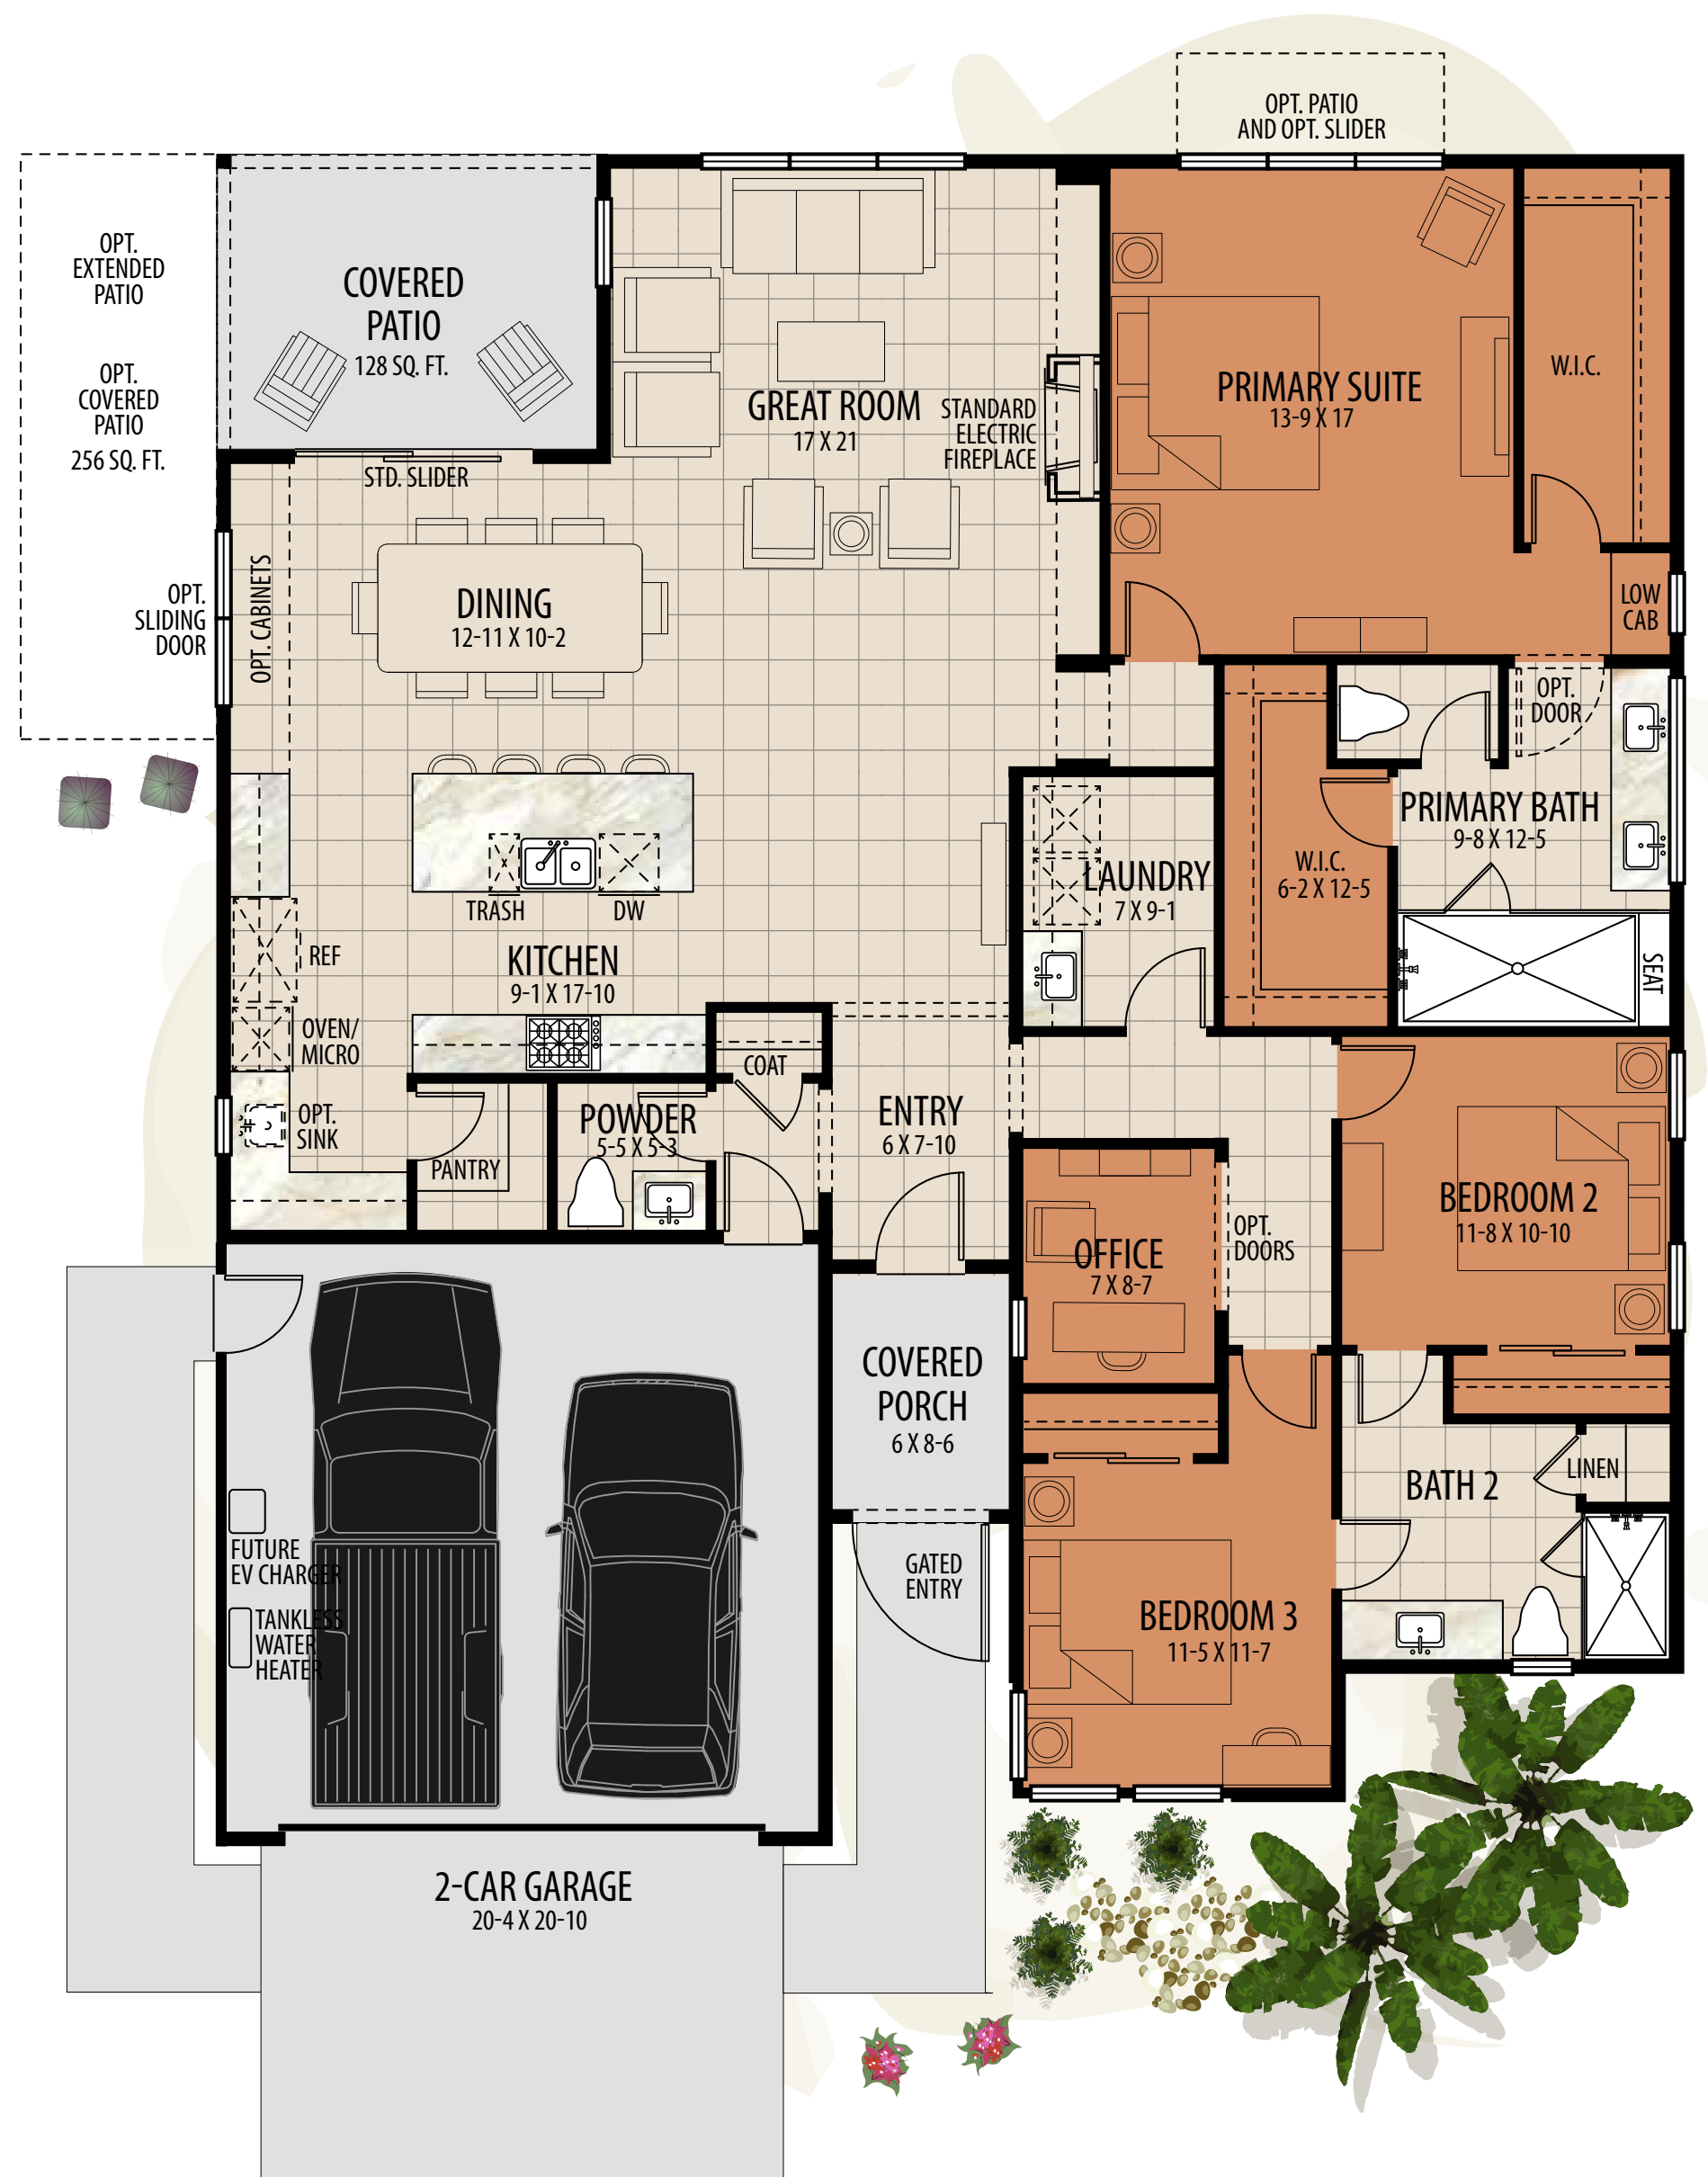 OPT. PATIO
AND OPT. SLIDER
OPT.
EXTENDED
PATIO
OPT.
COVERED
PATIO
256 SQ. FT.
COVERED
PATIO
128 SQ. FT.
STD. SLIDER
GREAT ROOM
17 X 21
STANDARD
ELECTRIC
FIREPLACE
PRIMARY SUITE
13-9 X 17
W.I.C.
LOW
CAB
OPT.
SLIDING
DOOR
OPT. CABINETS
DINING
12-11 X 10-2
OPT.
DOOR
PRIMARY BATH
9-8 X 12-5
W.I.C.
6-2 X 12-5
SEAT
LAUNDRY
7 X 9-1
TRASH
DW
REF
KITCHEN
9-1 X 17-10
OVEN/
MICRO
OPT.
SINK
PANTRY
COAT
POWDER
5-5 X 5-3
ENTRY
6 X 7-10
OFFICE
7 X 8-7
OPT.
DOORS
BEDROOM 2
11-8 X 10-10
COVERED
PORCH
6 X 8-6
BATH 2
LINEN
GATED
ENTRY
FUTURE
EV CHARGER
TANKLESS
WATER
HEATER
BEDROOM 3
11-5 X 11-7
2-CAR GARAGE
20-4 X 20-10